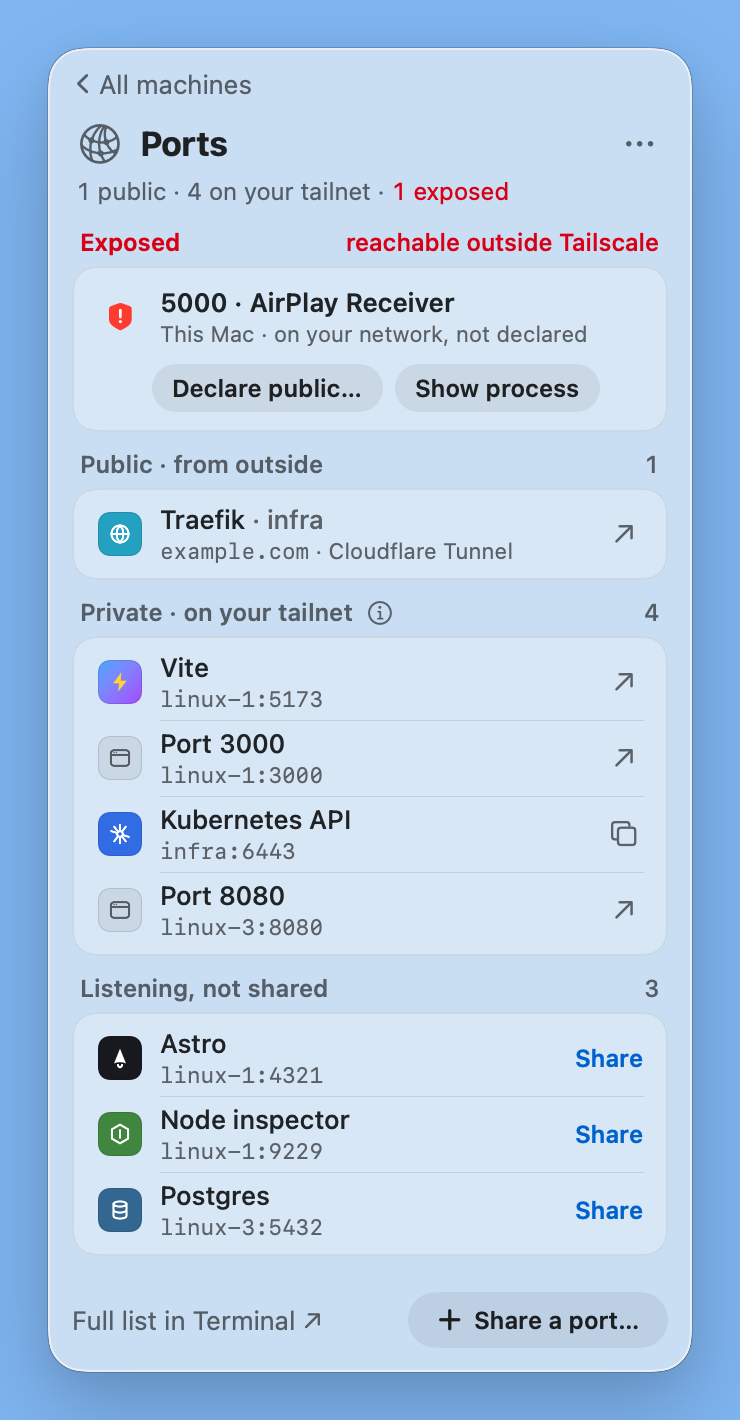 All machines
Ports
1 public · 4 on your tailnet · 1 exposed
Exposed reachable outside Tailscale
5000 · AirPlay Receiver
This Mac · on your network, not declared
Declare public... Show process
Public · from outside 1
Traefik · infra
example.com · Cloudflare Tunnel
Private · on your tailnet 4
Vite
linux-1:5173
Port 3000
linux-1:3000
Kubernetes API
infra:6443
Port 8080
linux-3:8080
Listening, not shared 3
Astro
linux-1:4321
Share
Node inspector
linux-1:9229
Share
Postgres
linux-3:5432
Share
Full list in Terminal ↗ + Share a port...